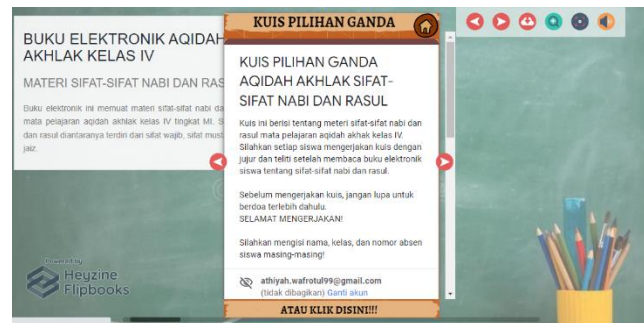 BUKU ELEKTRONIK AQIDAH
AKHLAK KELAS IV
MATERI SIFAT-SIFAT NABI DAN RAS
Buku elektronik ini memuat materi sifat-sifat nabi da
mata pelajaran aqidah akhlak kelas IV tingkat MI. S
dan rasul diantaranya terdiri dari sifat wajib, sifat must
jaiz.
Powered by
Heyzine
Flipbooks
KUIS PILIHAN GANDA
KUIS PILIHAN GANDA
AQIDAH AKHLAK SIFAT-
SIFAT NABI DAN RASUL
Kuis ini berisi tentang meteri sifat-sifat nabi dan
rasul mata pelajaran aqidah akhak kelas IV.
Silahkan setiap siswa mengerjakan kuis dengan
jujur dan teliti setelah membaca buku elektronik
siswa tentang sifat-sifat nabi dan rasul.
Sebelum mengerjakan kuis, jangan lupa untuk
berdoa terlebih dahulu.
SELAMAT MENGERJAKAN!
Silahkan mengisi nama, kelas, dan nomor absen
siswa masing-masing!
athiyah.wafrotul99@gmail.com
(tidak dibagikan) Ganti akun
ATAU KLIK DISINI!!!